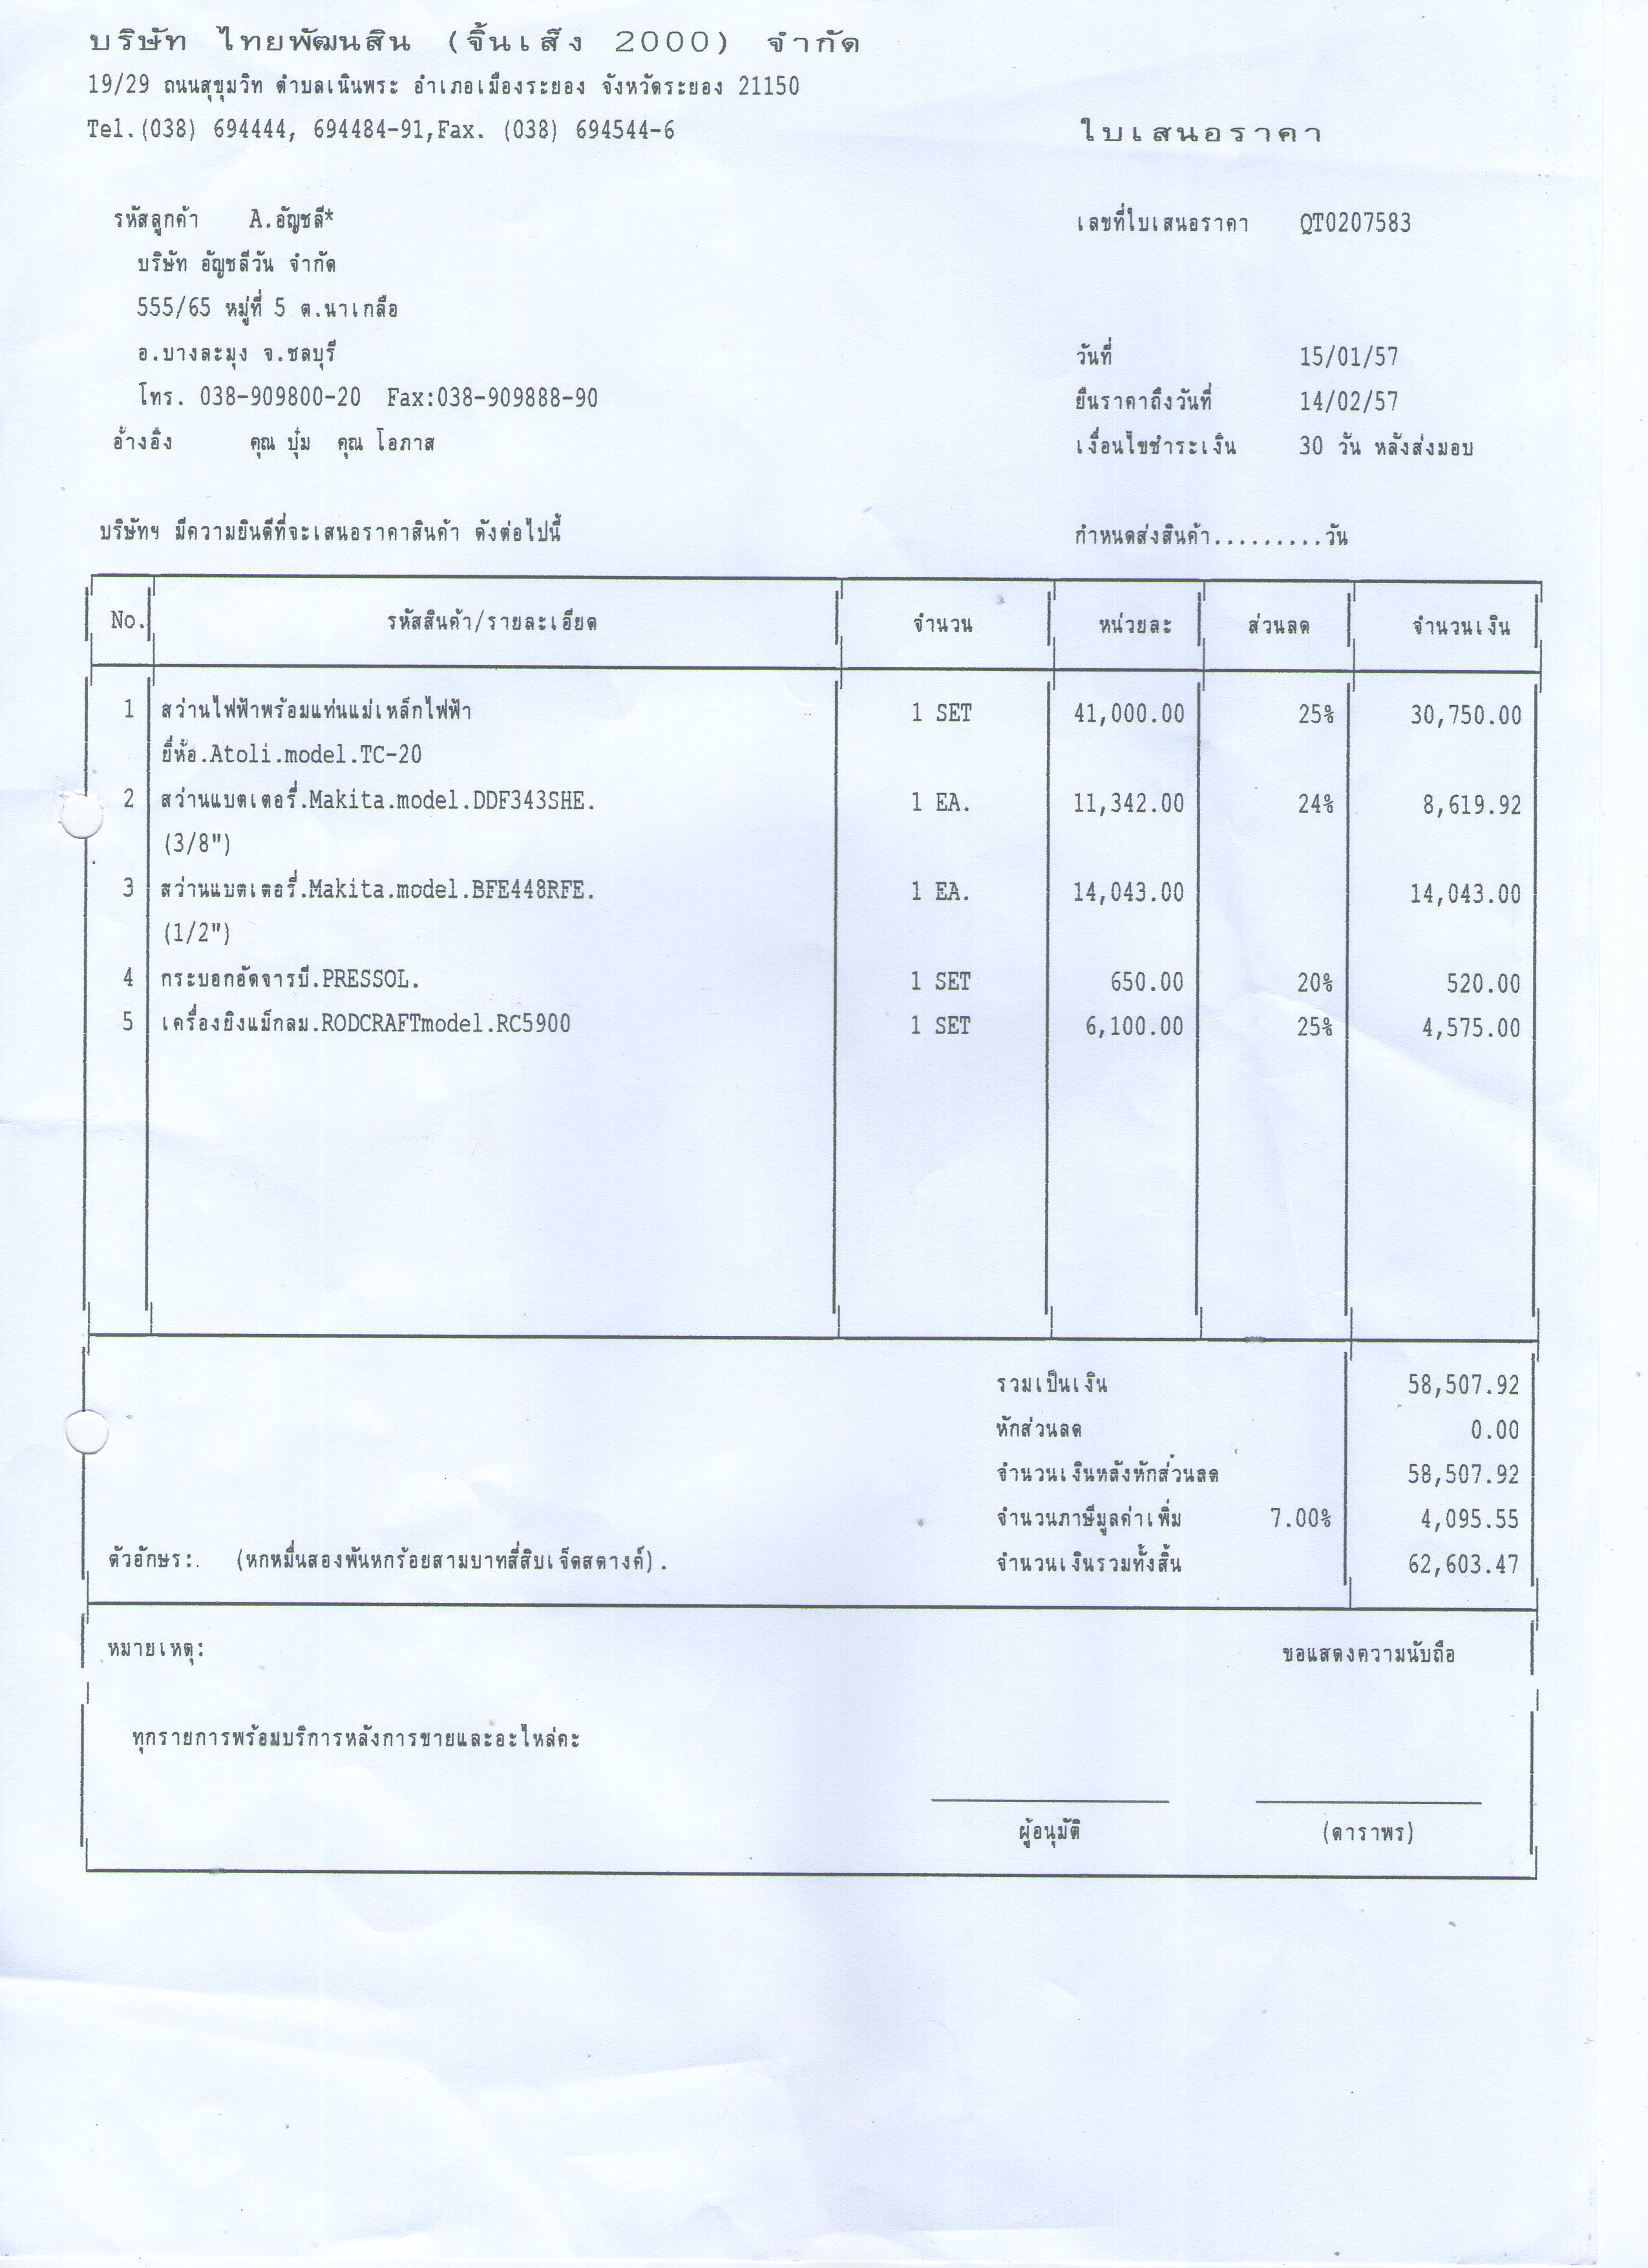 บริษัท ไทยพัฒนสิน (จิ้นเส็ง 2000) จำกัด
19/29 ถนนสุขุมวิท ตำบลเนินพระ อำเภอเมืองระยอง จังหวัดระยอง 21150
Tel.(038) 694444, 694484-91,Fax. (038) 694544-6
ใบเสนอราคา
รหัสลูกค้า A.อัญชลี* เลขที่ใบเสนอราคา QT0207583
บริษัท อัญชลีวัน จำกัด
555/65 หมู่ที่ 5 ต.นาเกลือ
อ.บางละมุง จ.ชลบุรี วันที่ 15/01/57
โทร. 038-909800-20 Fax:038-909888-90 ยืนราคาถึงวันที่ 14/02/57
อ้างอิง คุณ ปุ๋ม คุณ โอภาส เงื่อนไขชำระเงิน 30 วัน หลังส่งมอบ
บริษัทฯ มีความยินดีที่จะเสนอราคาสินค้า ดังต่อไปนี้ กำหนดส่งสินค้า.........วัน
No. รหัสสินค้า/รายละเอียด จำนวน หน่วยละ ส่วนลด จำนวนเงิน
1 สว่านไฟฟ้าพร้อมแท่นแม่เหล็กไฟฟ้า 1 SET 41,000.00 25% 30,750.00
ยี่ห้อ.Atoli.model.TC-20
2 สว่านแบตเตอรี่.Makita.model.DDF343SHE. 1 EA. 11,342.00 24% 8,619.92
(3/8")
3 สว่านแบตเตอรี่.Makita.model.BFE448RFE. 1 EA. 14,043.00 14,043.00
(1/2")
4 กระบอกอัดจารบี.PRESSOL. 1 SET 650.00 20% 520.00
5 เครื่องยิงแม็กลม.RODCRAFTmodel.RC5900 1 SET 6,100.00 25% 4,575.00
รวมเป็นเงิน 58,507.92
หักส่วนลด 0.00
จำนวนเงินหลังหักส่วนลด 58,507.92
จำนวนภาษีมูลค่าเพิ่ม 7.00% 4,095.55
ตัวอักษร: (หกหมื่นสองพันหกร้อยสามบาทสี่สิบเจ็ดสตางค์). จำนวนเงินรวมทั้งสิ้น 62,603.47
หมายเหตุ: ขอแสดงความนับถือ
ทุกรายการพร้อมบริการหลังการขายและอะไหล่คะ
ผู้อนุมัติ (ดาราพร)